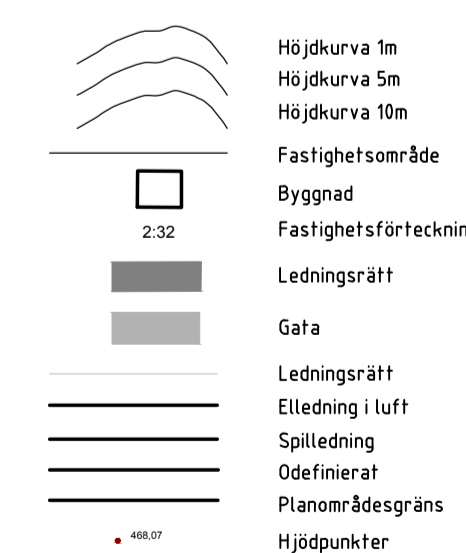 Höjdkurva 1m
Höjdkurva 5m
Höjdkurva 10m
Fastighetsområde
Byggnad
2:32 Fastighetsförtecknin
Ledningsrätt
Gata
Ledningsrätt
Elledning i luft
Spilledning
Odefinierat
Planområdesgräns
468,07 Hjödpunkter